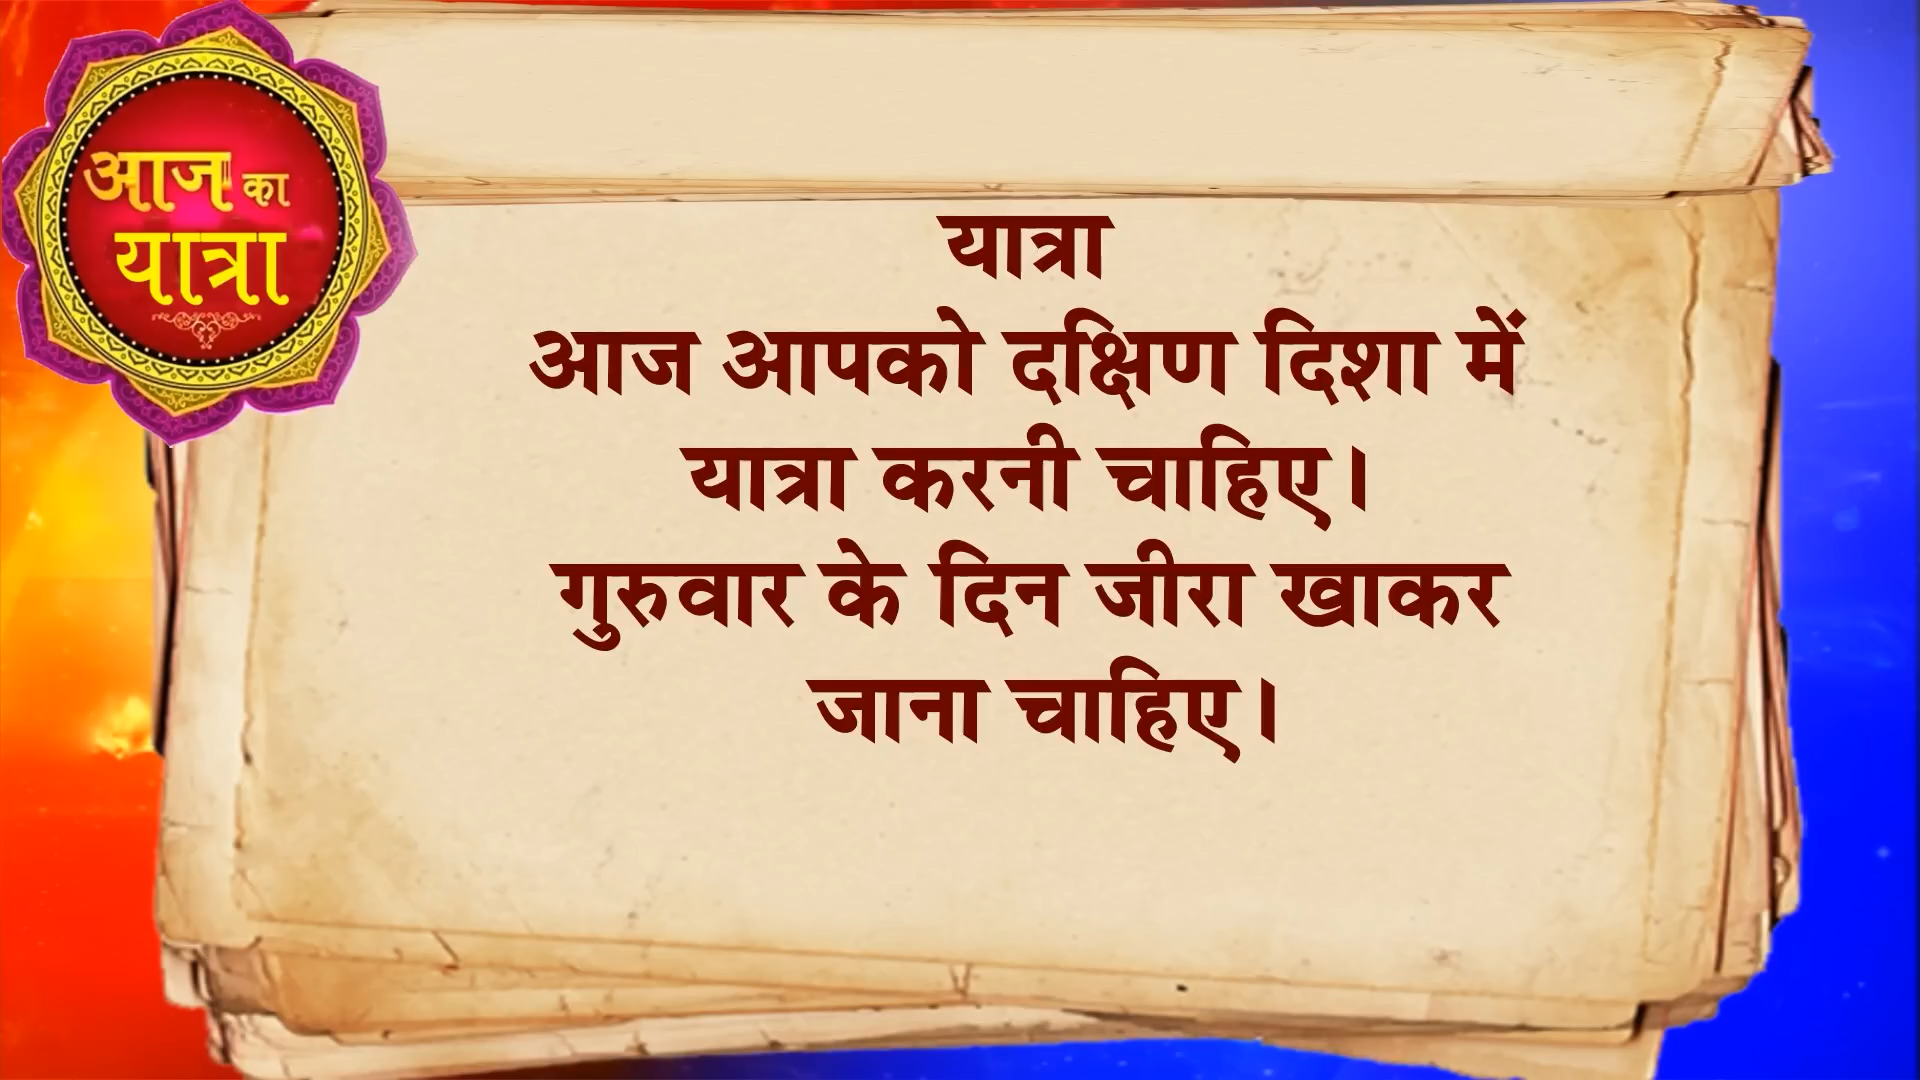 आज का
यात्रा
यात्रा
आज आपको दक्षिण दिशा में
यात्रा करनी चाहिए।
गुरुवार के दिन जीरा खाकर
जाना चाहिए।